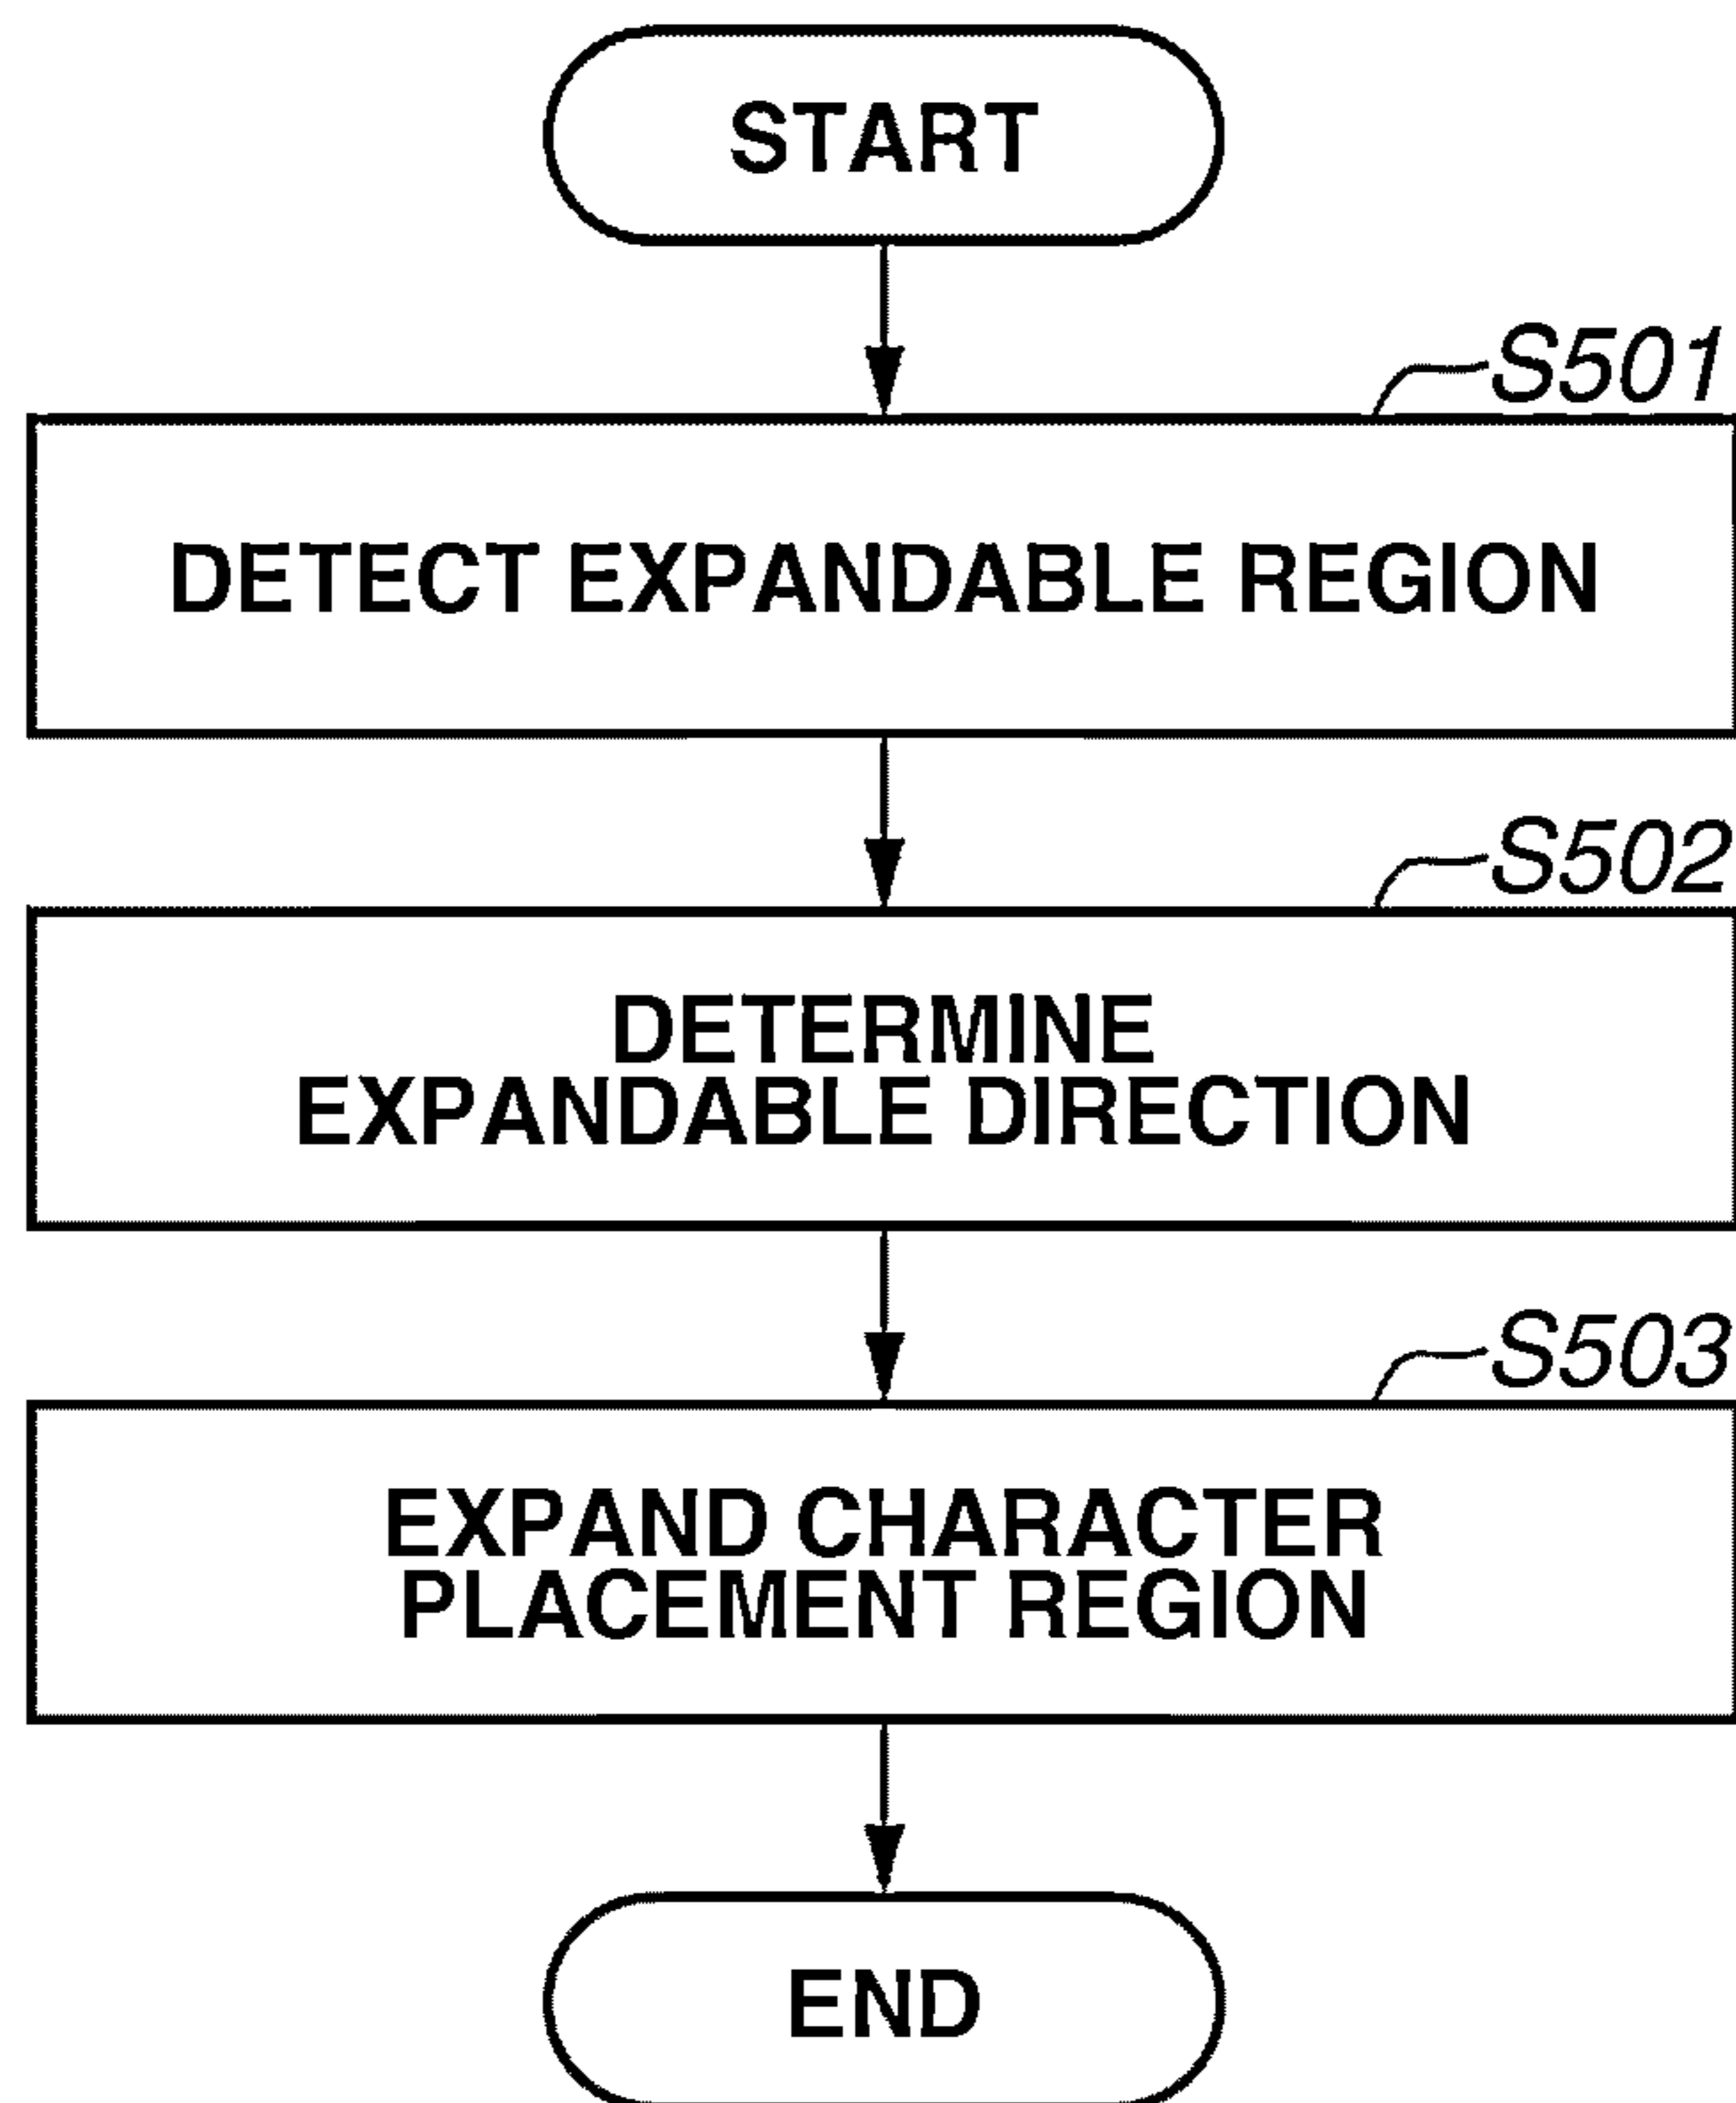 START
S501
DETECT EXPANDABLE REGION
S502
DETERMINE
EXPANDABLE DIRECTION
S503
EXPAND CHARACTER
PLACEMENT REGION
END